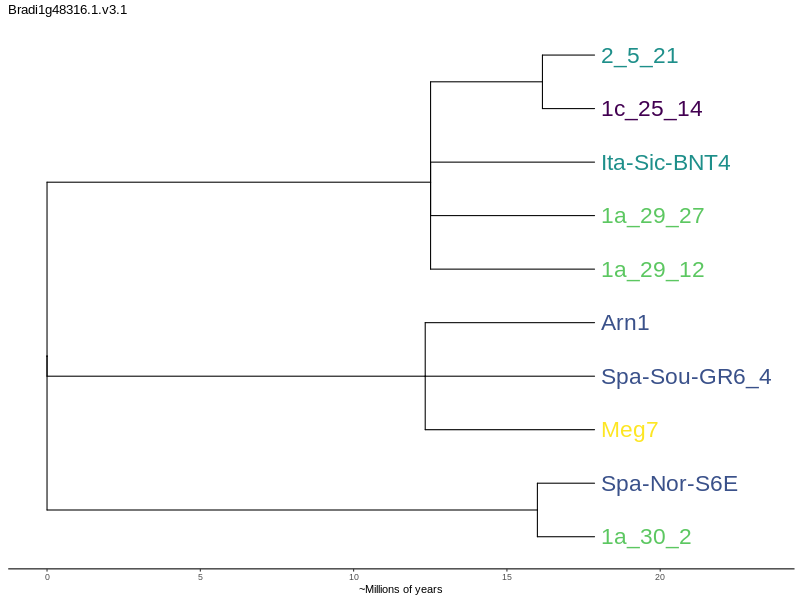 Bradi1g48316.1.v3.1
2_5_21
1c_25_14
Ita-Sic-BNT4
1a_29_27
1a_29_12
Arn1
Spa-Sou-GR6_4
Meg7
Spa-Nor-S6E
1a_30_2
0 5 10 15 20
~Millions of years